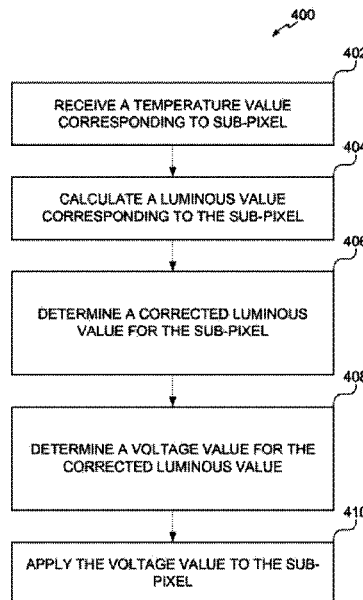 400
402
RECEIVE A TEMPERATURE VALUE
CORRESPONDING TO SUB-PIXEL
404
CALCULATE A LUMINOUS VALUE
CORRESPONDING TO THE SUB-PIXEL
406
DETERMINE A CORRECTED LUMINOUS
VALUE FOR THE SUB-PIXEL
408
DETERMINE A VOLTAGE VALUE FOR THE
CORRECTED LUMINOUS VALUE
410
APPLY THE VOLTAGE VALUE TO THE SUB-
PIXEL